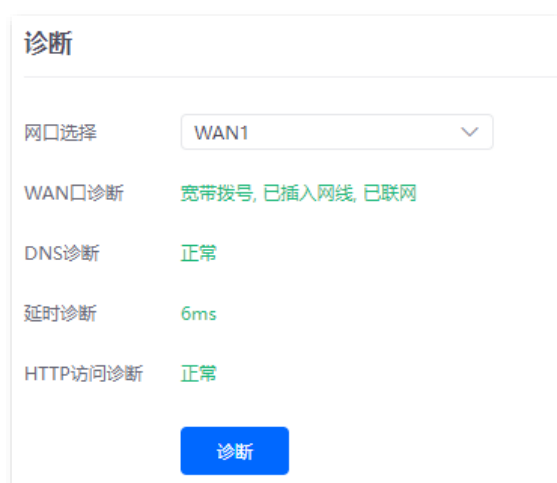 诊断
网口选择 WAN1
WAN口诊断 宽带拨号, 已插入网线, 已联网
DNS诊断 正常
延时诊断 6ms
HTTP访问诊断 正常
诊断